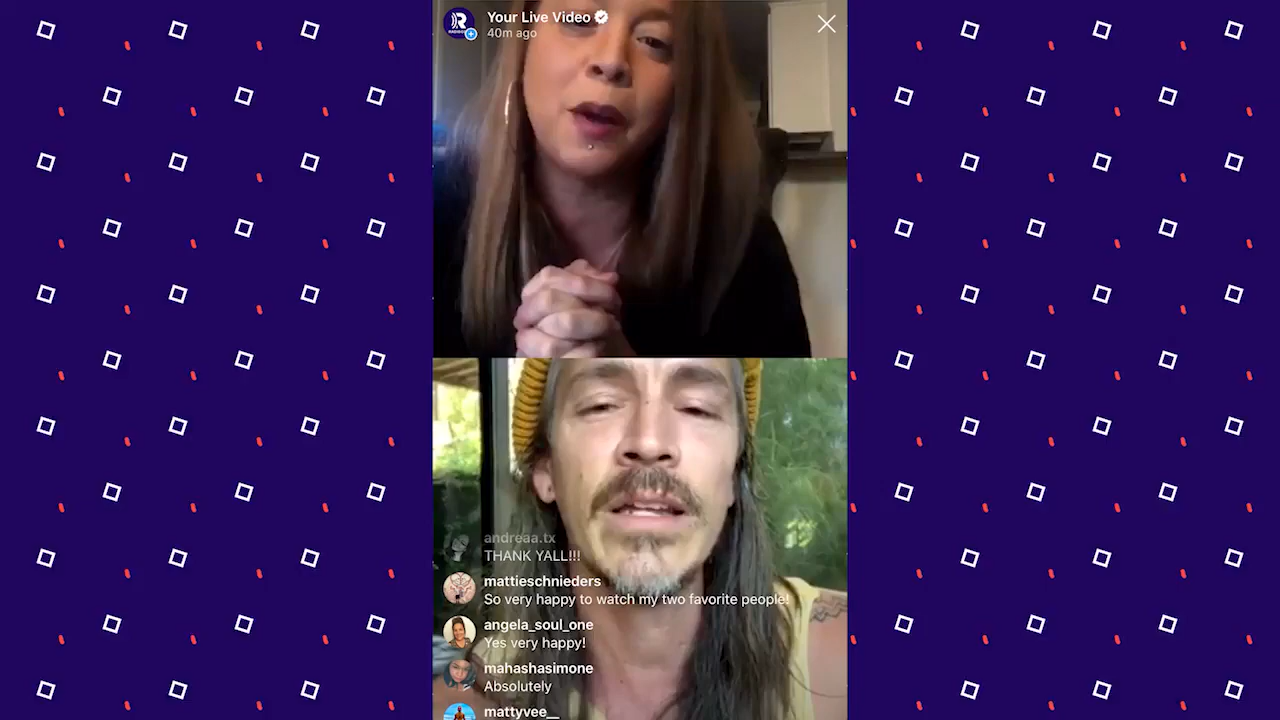 Your Live Video
40m ago
andreaa.tx
THANK YALL!!!
mattieschnieders
So very happy to watch my two favorite people!
angela_soul_one
Yes very happy!
mahashasimone
Absolutely
mattyvee__